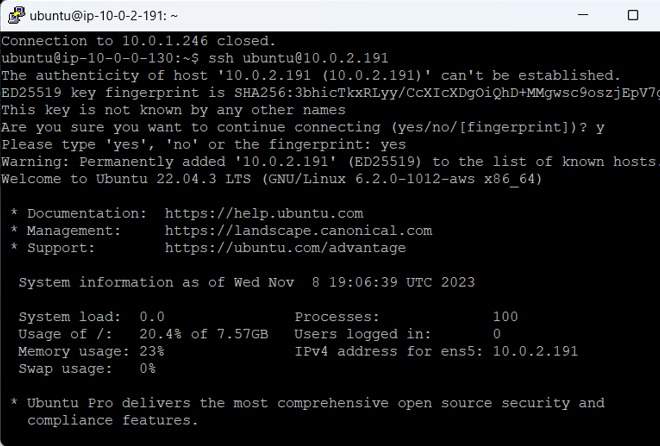 ubuntu@ip-10-0-2-191: ~
Connection to 10.0.1.246 closed.
ubuntu@ip-10-0-0-130:~$ ssh ubuntu@10.0.2.191
The authenticity of host '10.0.2.191 (10.0.2.191)' can't be established.
ED25519 key fingerprint is SHA256:3bhicTkxRLyy/CcXIcXDgOiQhD+MMgwsc9oszjEpV7g
This key is not known by any other names
Are you sure you want to continue connecting (yes/no/[fingerprint])? y
Please type 'yes', 'no' or the fingerprint: yes
Warning: Permanently added '10.0.2.191' (ED25519) to the list of known hosts.
Welcome to Ubuntu 22.04.3 LTS (GNU/Linux 6.2.0-1012-aws x86_64)
* Documentation:  https://help.ubuntu.com
* Management:     https://landscape.canonical.com
* Support:        https://ubuntu.com/advantage
System information as of Wed Nov  8 19:06:39 UTC 2023
System load:  0.0               Processes:             100
Usage of /:   20.4% of 7.57GB   Users logged in:       0
Memory usage: 23%               IPv4 address for ens5: 10.0.2.191
Swap usage:   0%
* Ubuntu Pro delivers the most comprehensive open source security and
compliance features.